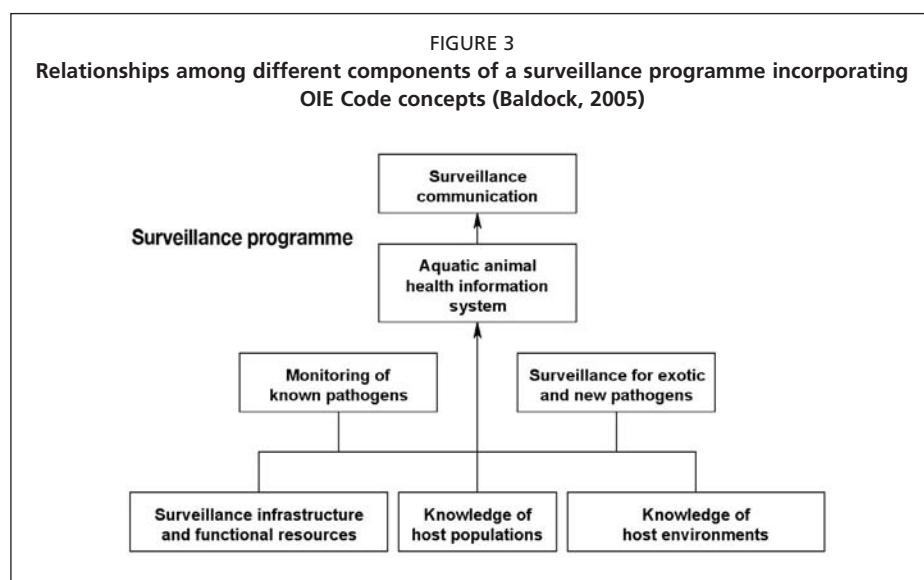 FIGURE 3
Relationships among different components of a surveillance programme incorporating
OIE Code concepts (Baldock, 2005)
Surveillance
communication
Surveillance programme
Aquatic animal
health information
system
Monitoring of
known pathogens
Surveillance for exotic
and new pathogens
Surveillance infrastructure
and functional resources
Knowledge of
host populations
Knowledge of
host environments